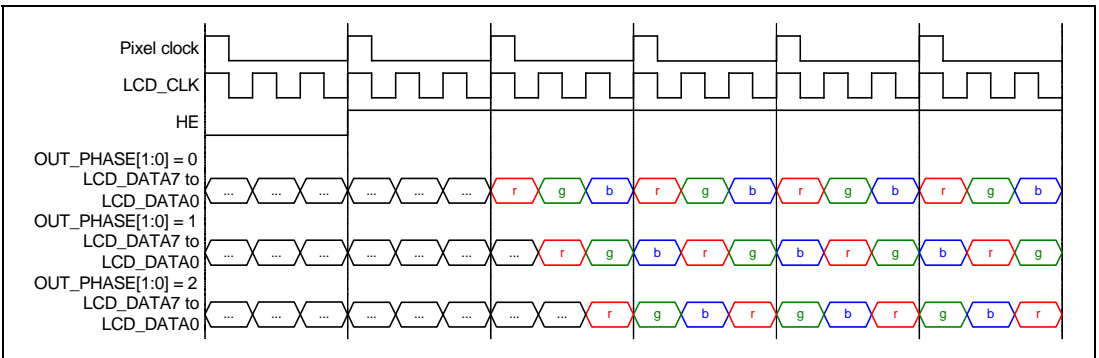 Pixel clock
LCD_CLK
HE
OUT_PHASE[1:0] = 0
LCD_DATA7 to
LCD_DATA0
... ... ... ... ... ... r g b r g b r g b r g b
OUT_PHASE[1:0] = 1
LCD_DATA7 to
LCD_DATA0
... ... ... ... ... ... ... r g b r g b r g b r g
OUT_PHASE[1:0] = 2
LCD_DATA7 to
LCD_DATA0
... ... ... ... ... ... ... ... r g b r g b r g b r